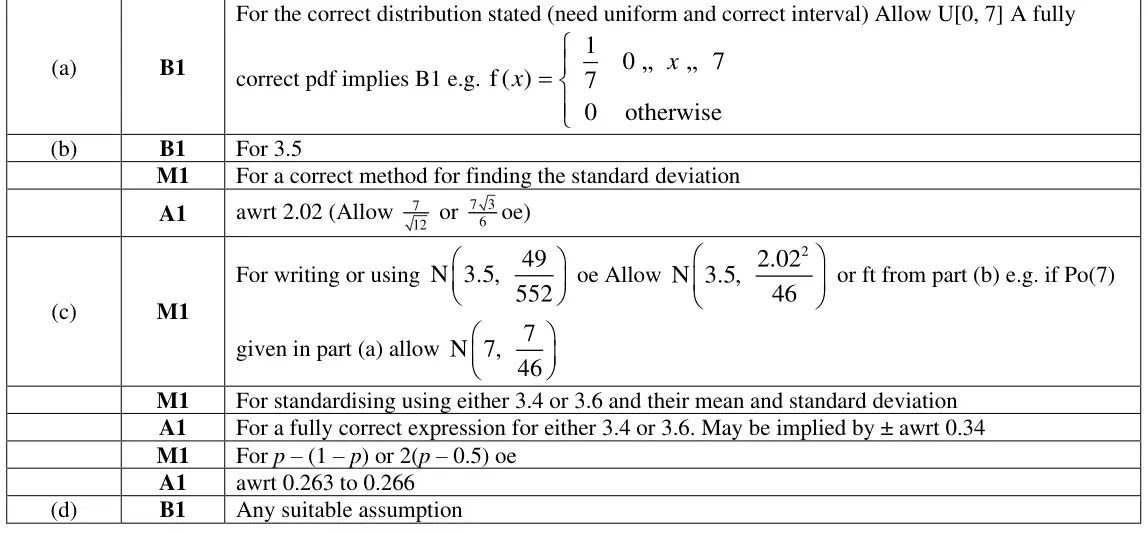 (a) B1 For the correct distribution stated (need uniform and correct interval) Allow U[0, 7] A fully
correct pdf implies B1 e.g. f(x) = { 1/7 0 ,, x ,, 7
0 otherwise
(b) B1 For 3.5
M1 For a correct method for finding the standard deviation
A1 awrt 2.02 (Allow 7/√12 or 7√3/6 oe)
(c) M1 For writing or using N(3.5, 49/552) oe Allow N(3.5, 2.02²/46) or ft from part (b) e.g. if Po(7)
given in part (a) allow N(7, 7/46)
M1 For standardising using either 3.4 or 3.6 and their mean and standard deviation
A1 For a fully correct expression for either 3.4 or 3.6. May be implied by ± awrt 0.34
M1 For p – (1 – p) or 2(p – 0.5) oe
A1 awrt 0.263 to 0.266
(d) B1 Any suitable assumption